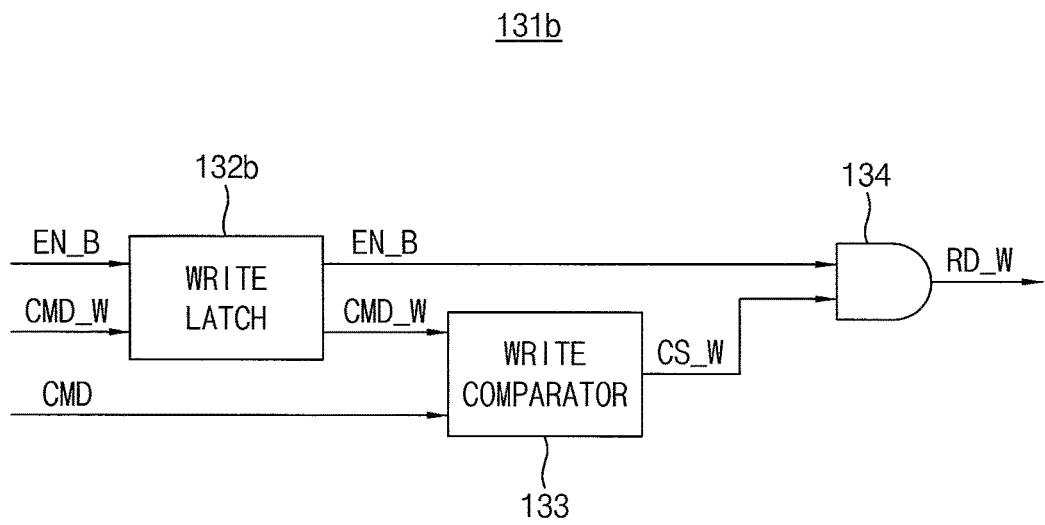 131b
132b
134
EN_B
EN_B
RD_W
WRITE
LATCH
CMD_W
CMD_W
WRITE
COMPARATOR
CS_W
CMD
133